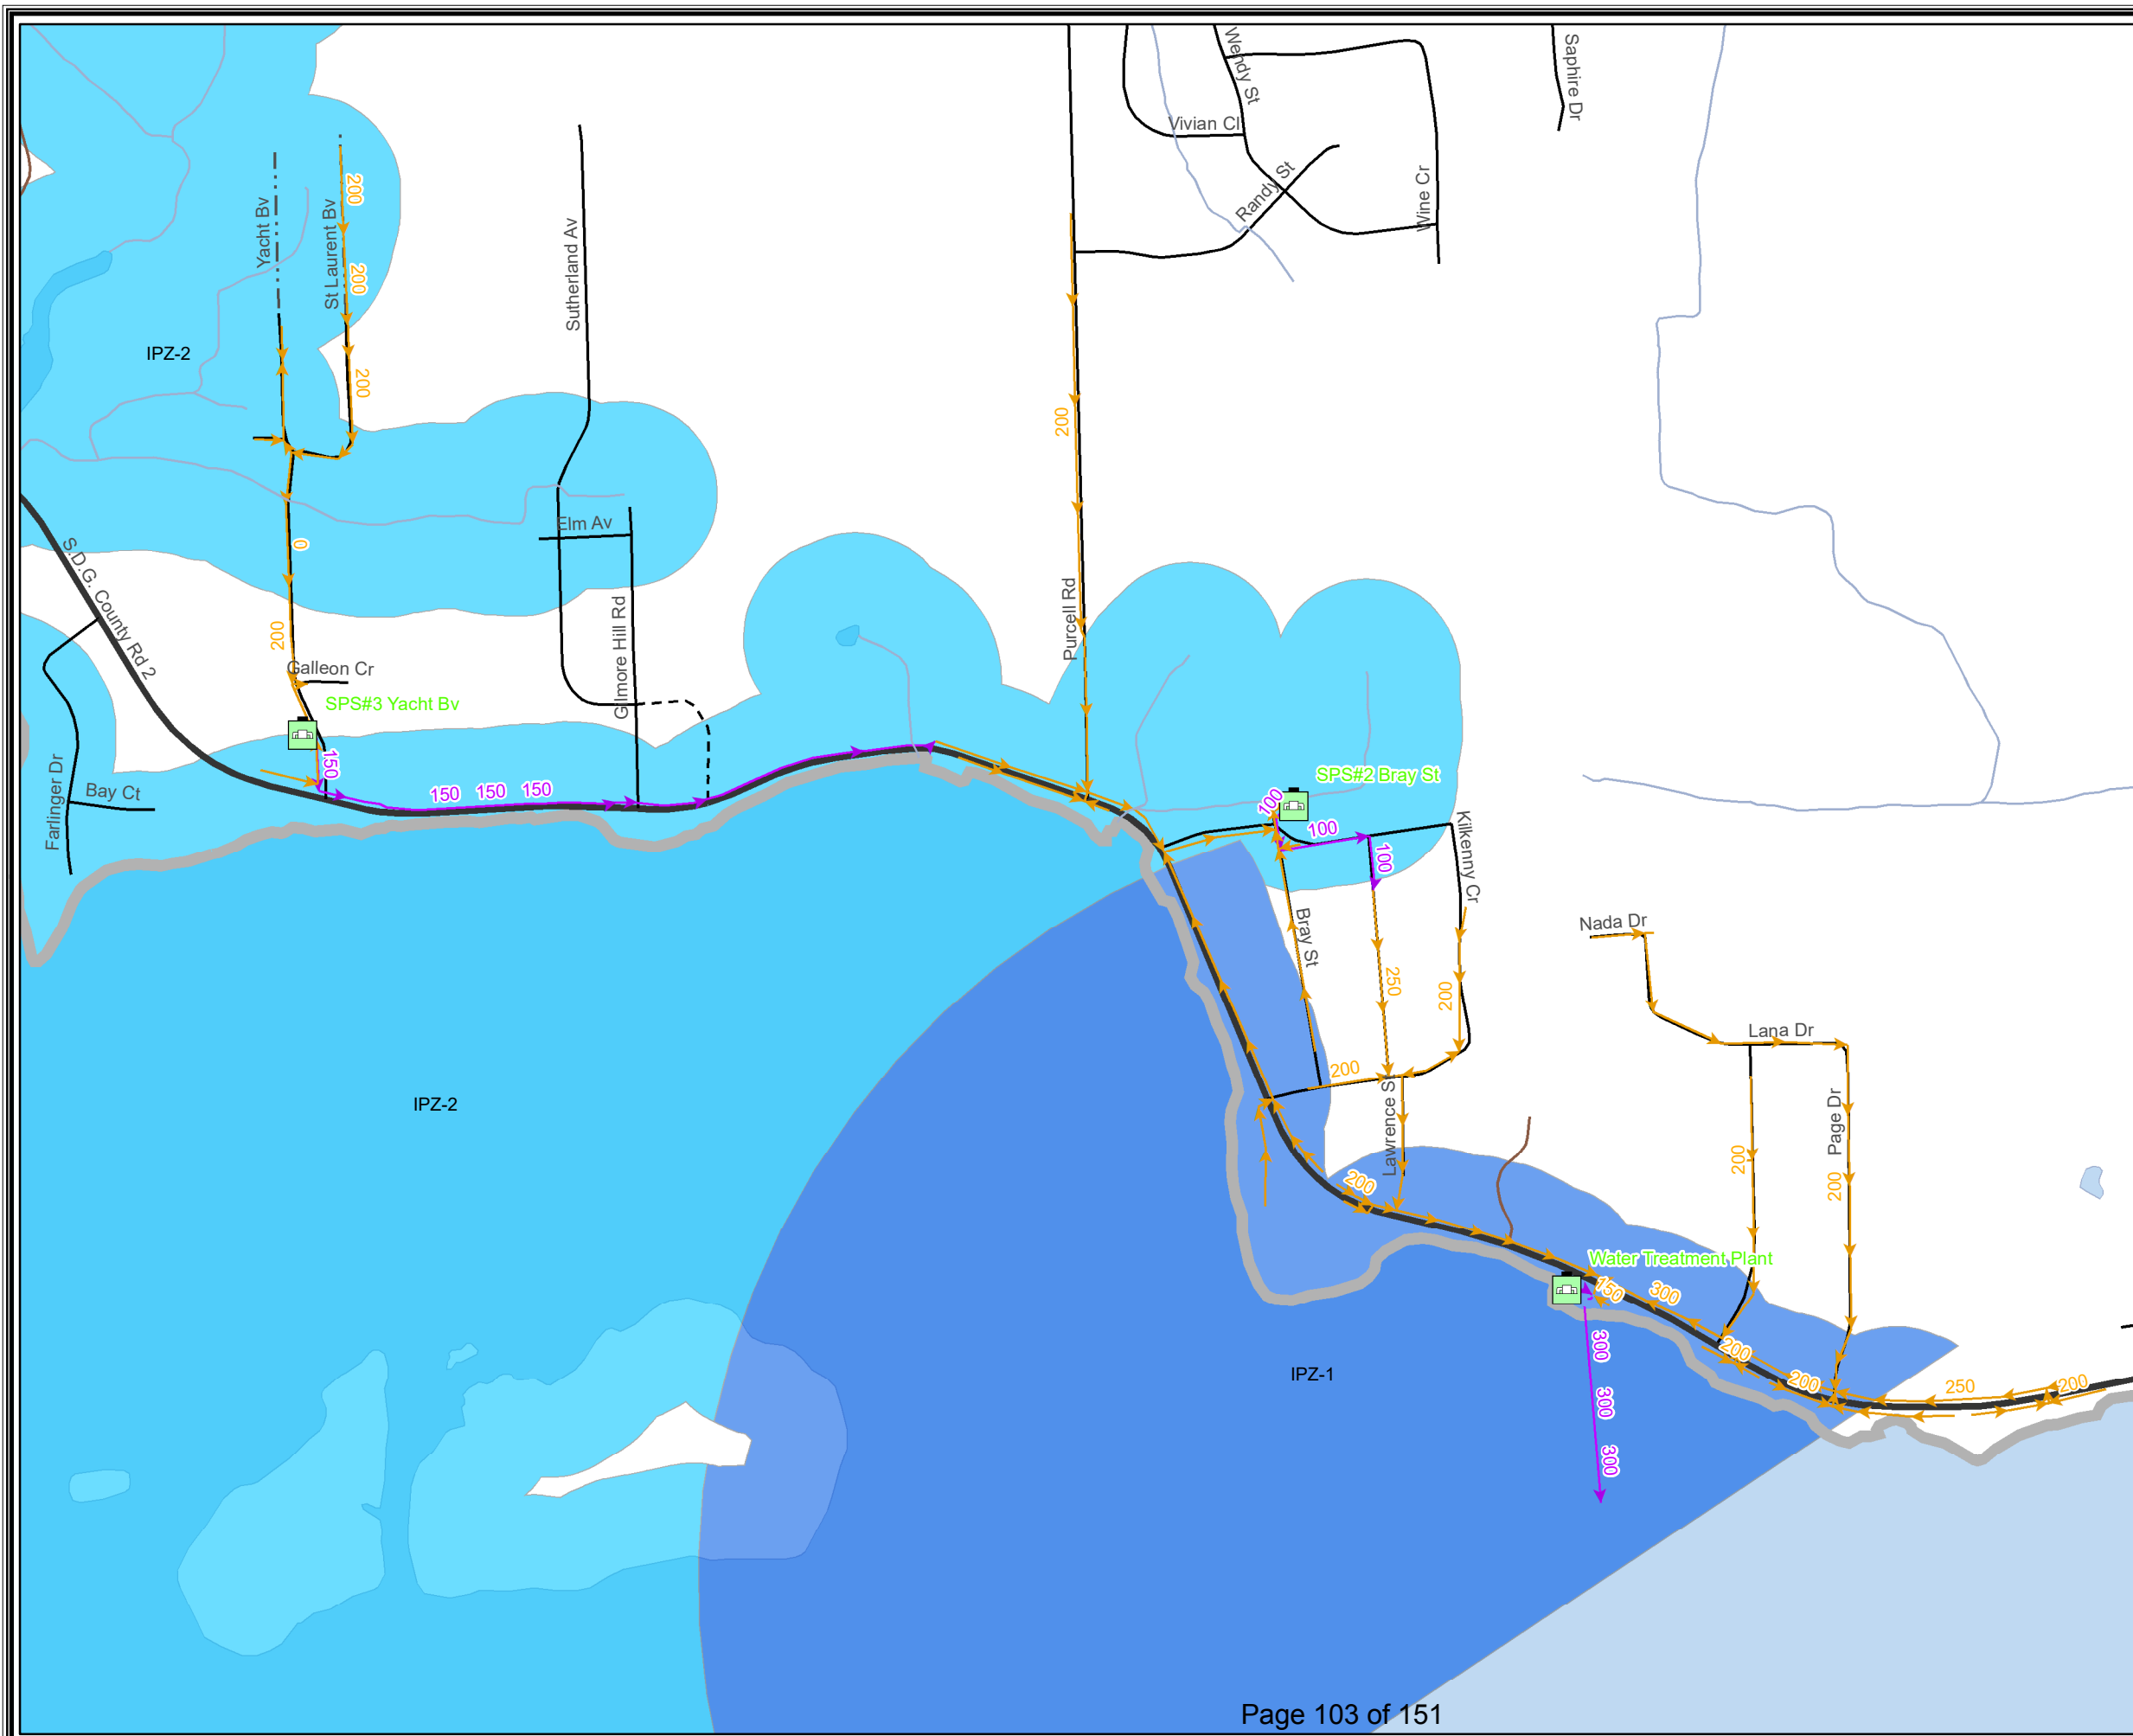 Wendy St
Saphire Dr
Vivian Cl
Randy St
Wine Cr
Yacht Bv
St Laurent Bv
200
200
200
Sutherland Av
IPZ-2
200
Elm Av
0
S.D.G. County Rd 2
200
Galleon Cr
SPS#3 Yacht Bv
Gilmore Hill Rd
Purcell Rd
150
150 150 150
Farlinger Dr
Bay Ct
SPS#2 Bray St
100
100
100
Kilkenny Cr
Bray St
250
200
Nada Dr
Lana Dr
200
Lawrence S
IPZ-2
Page Dr
200
200
200
Water Treatment Plant
150
300
300
300
300
200
200
250
200
IPZ-1
Page 103 of 151